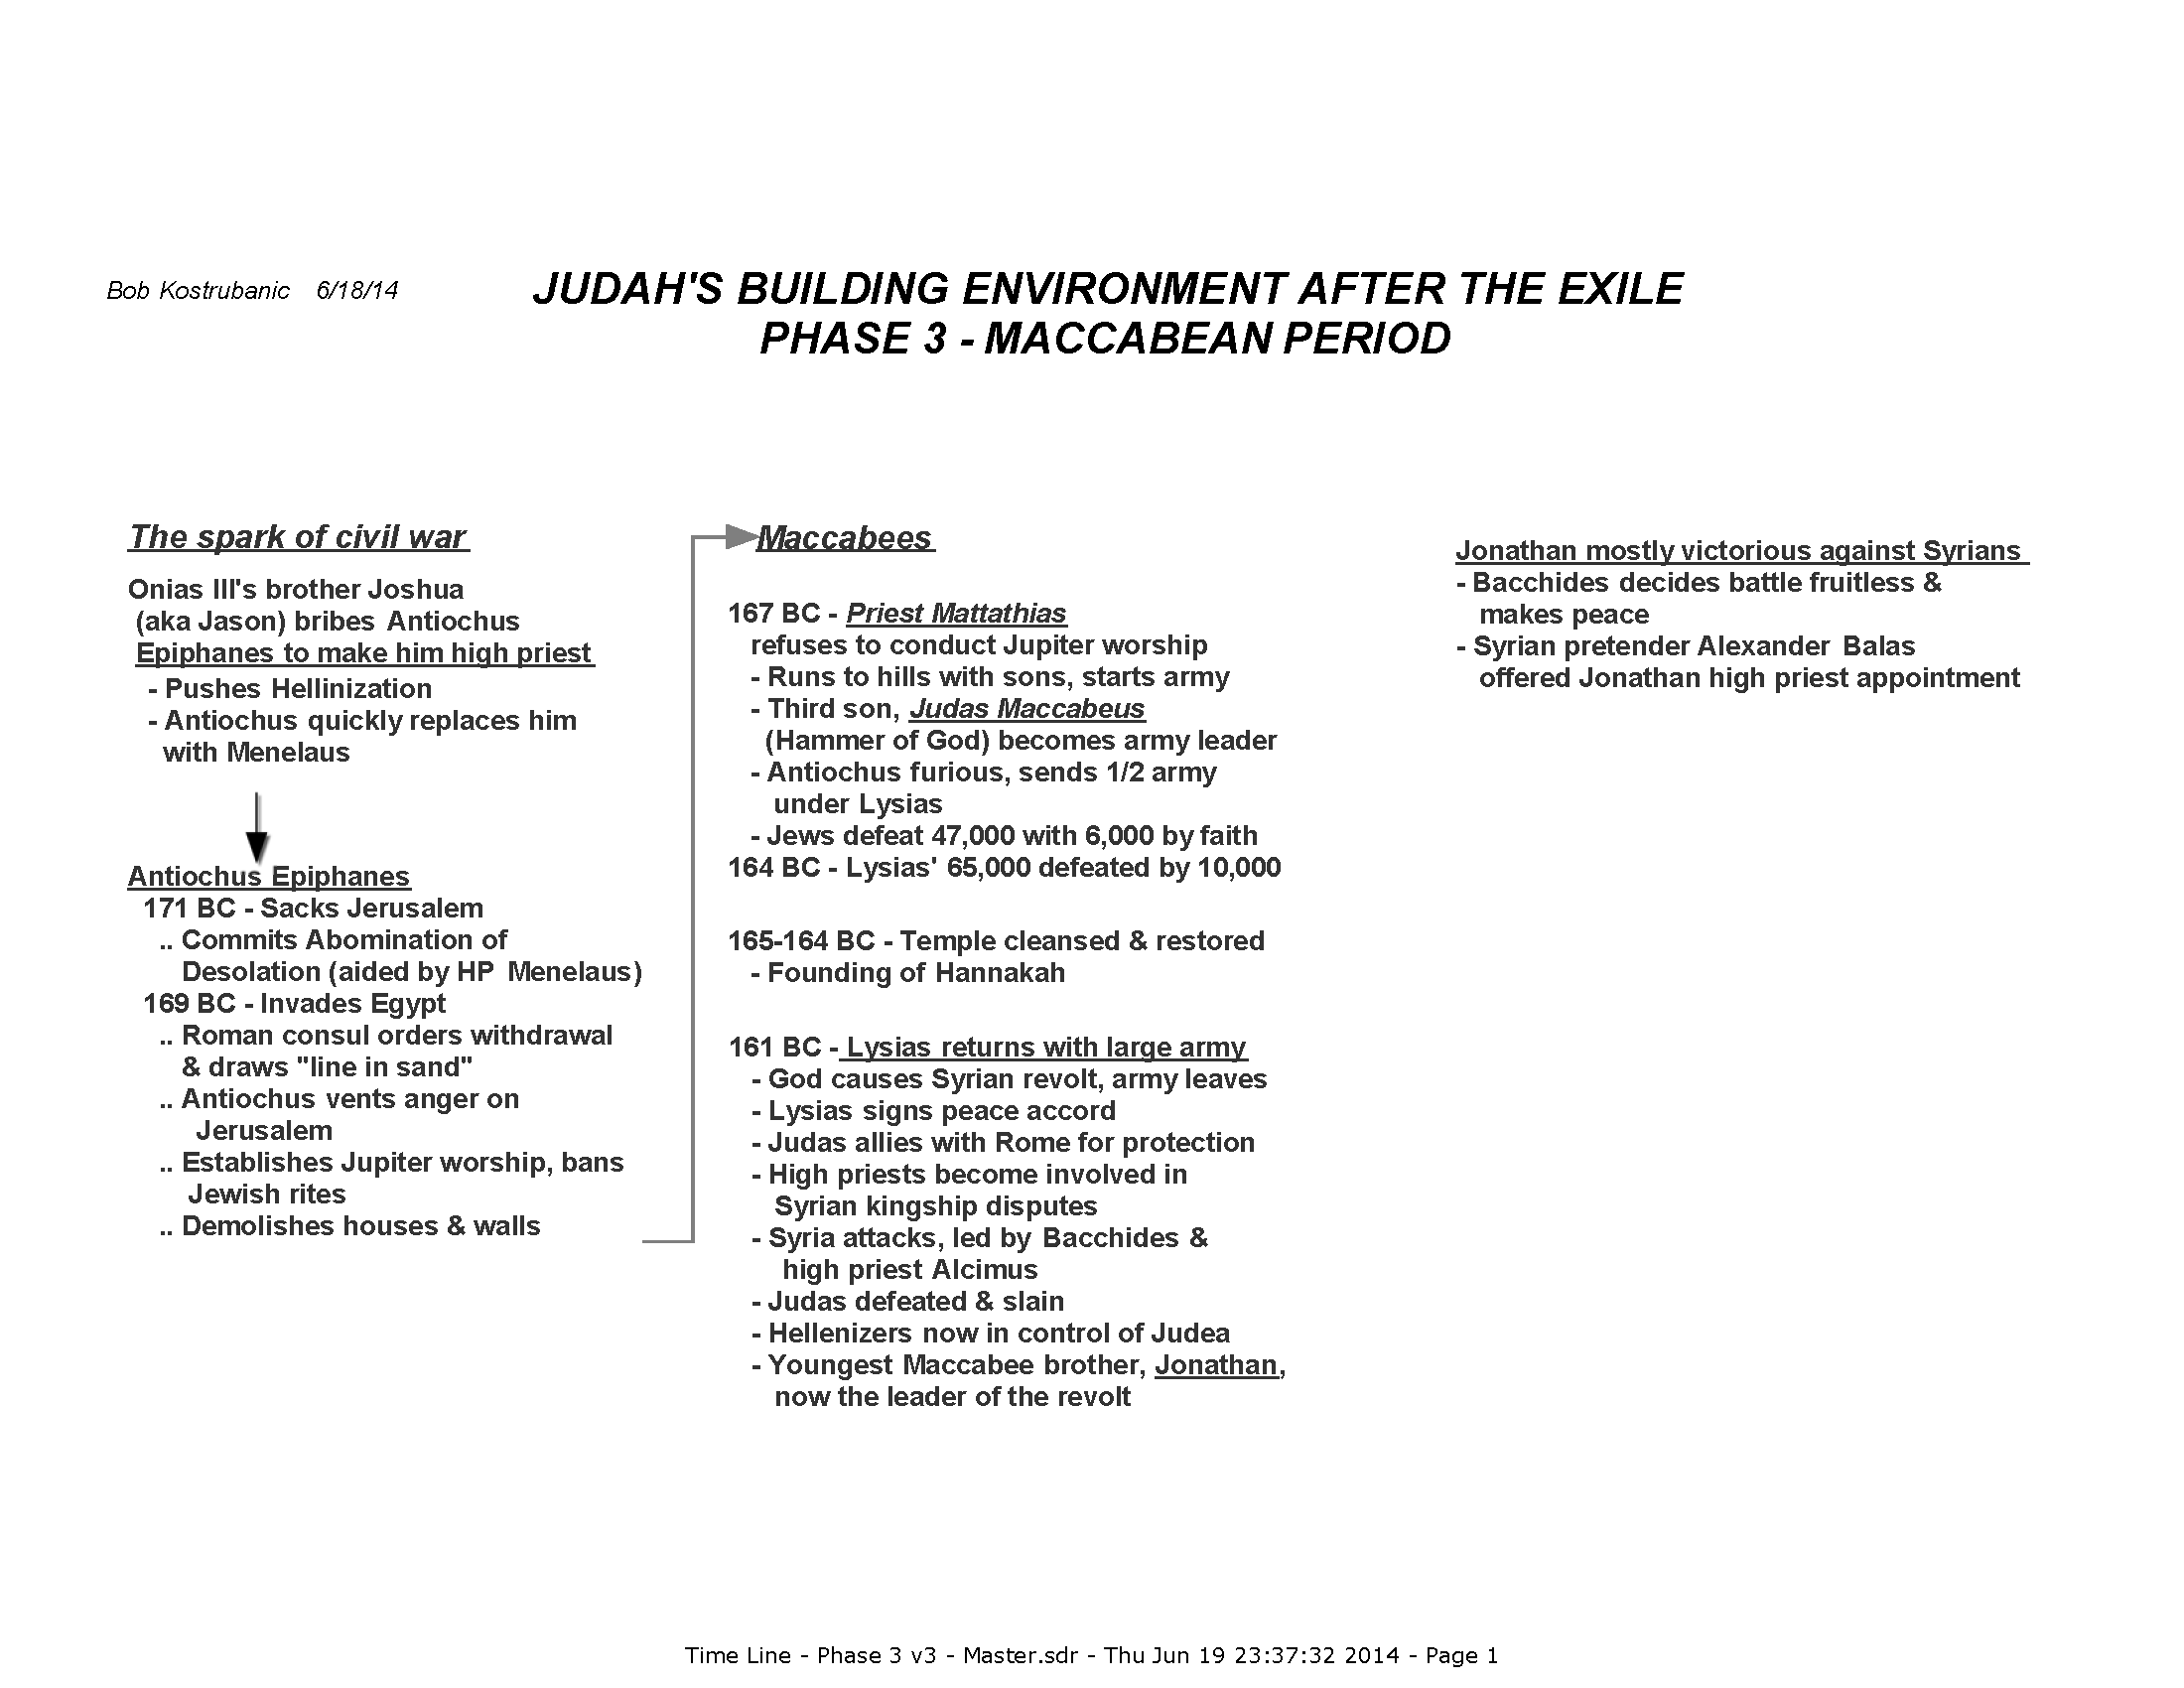 Bob Kostrubanic 6/18/14
JUDAH'S BUILDING ENVIRONMENT AFTER THE EXILE
PHASE 3 - MACCABEAN PERIOD
The spark of civil war
Onias III's brother Joshua
(aka Jason) bribes Antiochus
Epiphanes to make him high priest
- Pushes Hellinization
- Antiochus quickly replaces him
with Menelaus
Antiochus Epiphanes
171 BC - Sacks Jerusalem
.. Commits Abomination of
Desolation (aided by HP Menelaus)
169 BC - Invades Egypt
.. Roman consul orders withdrawal
& draws "line in sand"
.. Antiochus vents anger on
Jerusalem
.. Establishes Jupiter worship, bans
Jewish rites
.. Demolishes houses & walls
Maccabees
167 BC - Priest Mattathias
refuses to conduct Jupiter worship
- Runs to hills with sons, starts army
- Third son, Judas Maccabeus
(Hammer of God) becomes army leader
- Antiochus furious, sends 1/2 army
under Lysias
- Jews defeat 47,000 with 6,000 by faith
164 BC - Lysias' 65,000 defeated by 10,000
165-164 BC - Temple cleansed & restored
- Founding of Hannakah
161 BC - Lysias returns with large army
- God causes Syrian revolt, army leaves
- Lysias signs peace accord
- Judas allies with Rome for protection
- High priests become involved in
Syrian kingship disputes
- Syria attacks, led by Bacchides &
high priest Alcimus
- Judas defeated & slain
- Hellenizers now in control of Judea
- Youngest Maccabee brother, Jonathan,
now the leader of the revolt
Jonathan mostly victorious against Syrians
- Bacchides decides battle fruitless &
makes peace
- Syrian pretender Alexander Balas
offered Jonathan high priest appointment
Time Line - Phase 3 v3 - Master.sdr - Thu Jun 19 23:37:32 2014 - Page 1